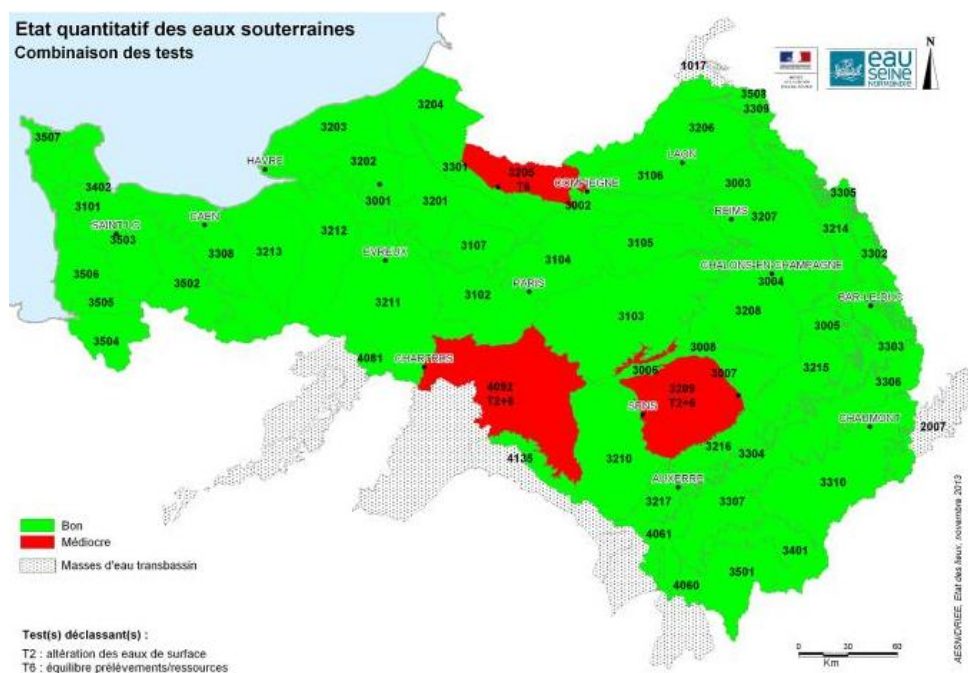 Etat quantitatif des eaux souterraines
Combinaison des tests
N
eau
SEINE
NORMANDIE
1017
3508
3309
3204
3203
3206
3507
HAVRE
3202
3301
3205
T6
LAON
3106
COMPIEGNE
3003
3305
3402
3101
3001
3201
3002
REIMS
3207
3214
SAINT-LO
3503
CAEN
3308
3213
3212
3107
3195
3302
3506
3502
EVREUX
3104
CHALONS-EN-CHAMPAGNE
3004
3505
3211
3102
PARIS
3103
3208
BAR-LE-DUC
3005
3504
4081
CHARTRES
3008
3303
4092
T2+6
3006
3209
T2+6
3007
3215
3306
SENS
CHAUMONT
2007
4135
3210
3216
3304
AUXERRE
3310
3217
3307
4061
3401
4060
3501
Bon
Médiocre
Masses d'eau transbassin
Test(s) déclassant(s) :
T2 : altération des eaux de surface
T6 : équilibre prélèvements/ressources
0 30 60
Km
AESN/DRIEE, Etat des lieux, novembre 2013